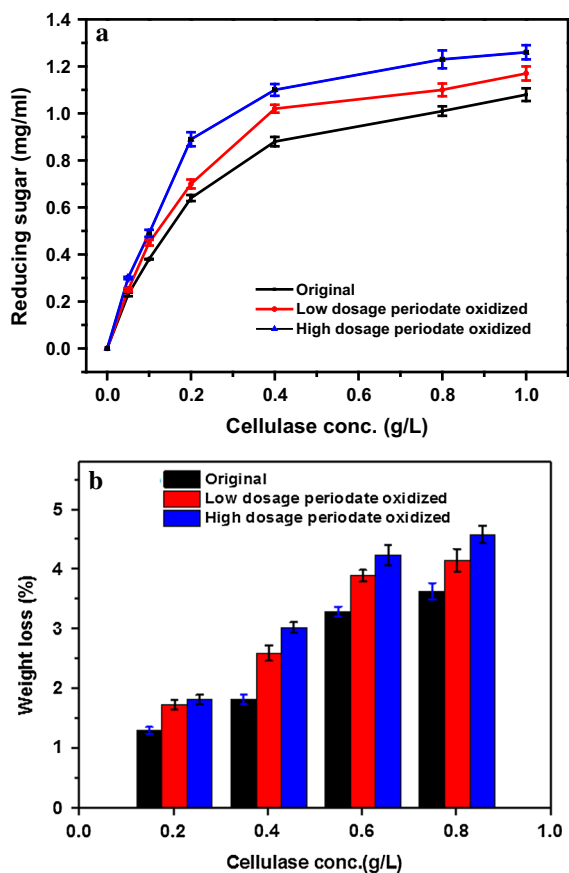 a
1.4
1.2
1.0
0.8
0.6
0.4
0.2
0.0
Reducing sugar (mg/ml)
Original
Low dosage periodate oxidized
High dosage periodate oxidized
0.0 0.2 0.4 0.6 0.8 1.0
Cellulase conc. (g/L)
b
Original
Low dosage periodate oxidized
High dosage periodate oxidized
5
4
3
2
1
0
Weight loss (%)
0.0 0.2 0.4 0.6 0.8 1.0
Cellulase conc.(g/L)